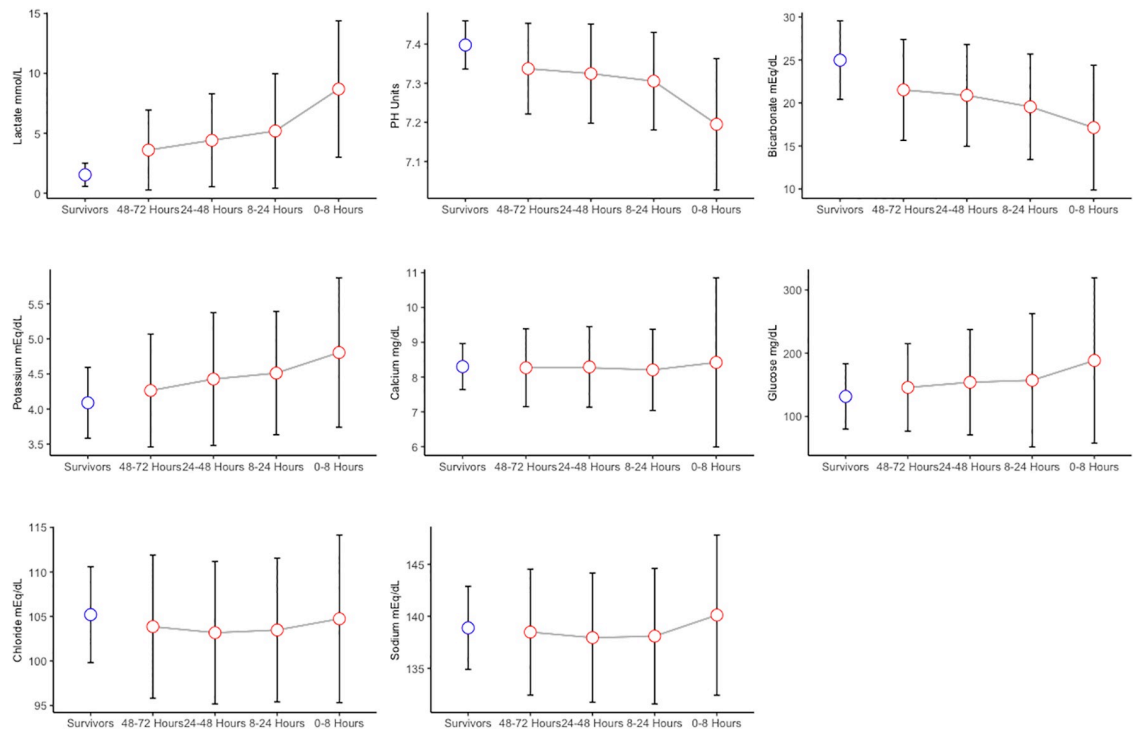 Lactate mmol/L
15
10
5
0
Survivors 48-72 Hours 24-48 Hours 8-24 Hours 0-8 Hours
PH Units
7.4
7.3
7.2
7.1
Survivors 48-72 Hours 24-48 Hours 8-24 Hours 0-8 Hours
Bicarbonate mEq/dL
30
25
20
15
10
Survivors 48-72 Hours 24-48 Hours 8-24 Hours 0-8 Hours
Potassium mEq/dL
5.5
5.0
4.5
4.0
3.5
Survivors 48-72 Hours 24-48 Hours 8-24 Hours 0-8 Hours
Calcium mg/dL
11
10
9
8
7
6
Survivors 48-72 Hours 24-48 Hours 8-24 Hours 0-8 Hours
Glucose mg/dL
300
200
100
Survivors 48-72 Hours 24-48 Hours 8-24 Hours 0-8 Hours
Chloride mEq/dL
115
110
105
100
95
Survivors 48-72 Hours 24-48 Hours 8-24 Hours 0-8 Hours
Sodium mEq/dL
145
140
135
Survivors 48-72 Hours 24-48 Hours 8-24 Hours 0-8 Hours